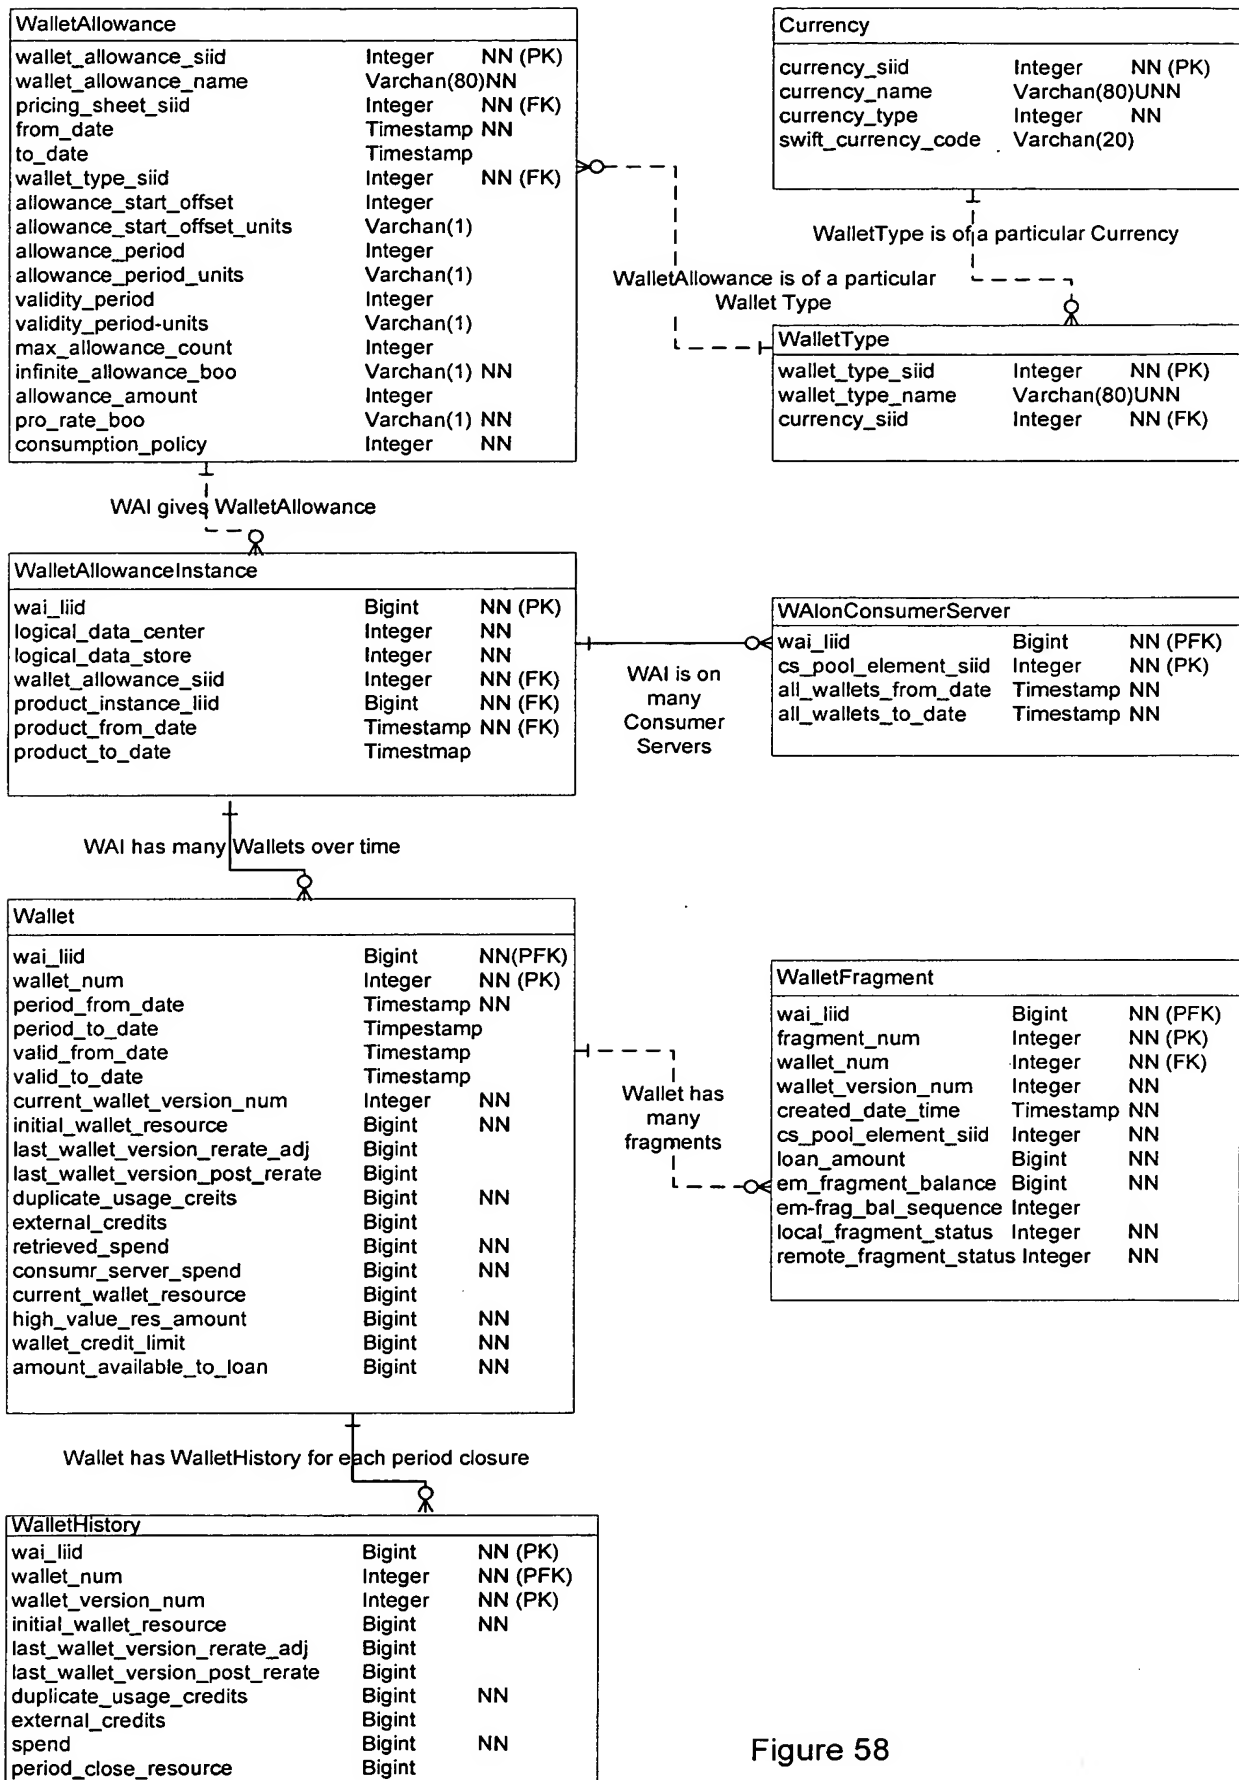 WalletAllowance
wallet_allowance_siid Integer NN (PK)
wallet_allowance_name Varchar(80)NN
pricing_sheet_siid Integer NN (FK)
from_date Timestamp NN
to_date Timestamp
wallet_type_siid Integer NN (FK)
allowance_start_offset Integer
allowance_start_offset_units Varchar(1)
allowance_period Integer
allowance_period_units Varchar(1)
validity_period Integer
validity_period-units Varchar(1)
max_allowance_count Integer
infinite_allowance_boo Varchar(1) NN
allowance_amount Integer
pro_rate_boo Varchar(1) NN
consumption_policy Integer NN
Currency
currency_siid Integer NN (PK)
currency_name Varchar(80)UNN
currency_type Integer NN
swift_currency_code Varchar(20)
WalletType is of a particular Currency
WalletAllowance is of a particular
Wallet Type
WalletType
wallet_type_siid Integer NN (PK)
wallet_type_name Varchar(80)UNN
currency_siid Integer NN (FK)
WAI gives WalletAllowance
WalletAllowanceInstance
wai_liid Bigint NN (PK)
logical_data_center Integer NN
logical_data_store Integer NN
wallet_allowance_siid Integer NN (FK)
product_instance_liid Bigint NN (FK)
product_from_date Timestamp NN (FK)
product_to_date Timestmap
WAI is on
many
Consumer
Servers
WAIonConsumerServer
wai_liid Bigint NN (PFK)
cs_pool_element_siid Integer NN (PK)
all_wallets_from_date Timestamp NN
all_wallets_to_date Timestamp NN
WAI has many Wallets over time
Wallet
wai_liid Bigint NN(PFK)
wallet_num Integer NN (PK)
period_from_date Timestamp NN
period_to_date Timpestamp
valid_from_date Timestamp
valid_to_date Timestamp
current_wallet_version_num Integer NN
initial_wallet_resource Bigint NN
last_wallet_version_rerate_adj Bigint
last_wallet_version_post_rerate Bigint
duplicate_usage_creits Bigint NN
external_credits Bigint
retrieved_spend Bigint NN
consumr_server_spend Bigint NN
current_wallet_resource Bigint
high_value_res_amount Bigint NN
wallet_credit_limit Bigint NN
amount_available_to_loan Bigint NN
Wallet has
many
fragments
WalletFragment
wai_liid Bigint NN (PFK)
fragment_num Integer NN (PK)
wallet_num Integer NN (FK)
wallet_version_num Integer NN
created_date_time Timestamp NN
cs_pool_element_siid Integer NN
loan_amount Bigint NN
em_fragment_balance Bigint NN
em-frag_bal_sequence Integer
local_fragment_status Integer NN
remote_fragment_status Integer NN
Wallet has WalletHistory for each period closure
WalletHistory
wai_liid Bigint NN (PK)
wallet_num Integer NN (PFK)
wallet_version_num Integer NN (PK)
initial_wallet_resource Bigint NN
last_wallet_version_rerate_adj Bigint
last_wallet_version_post_rerate Bigint
duplicate_usage_credits Bigint NN
external_credits Bigint
spend Bigint NN
period_close_resource Bigint
Figure 58